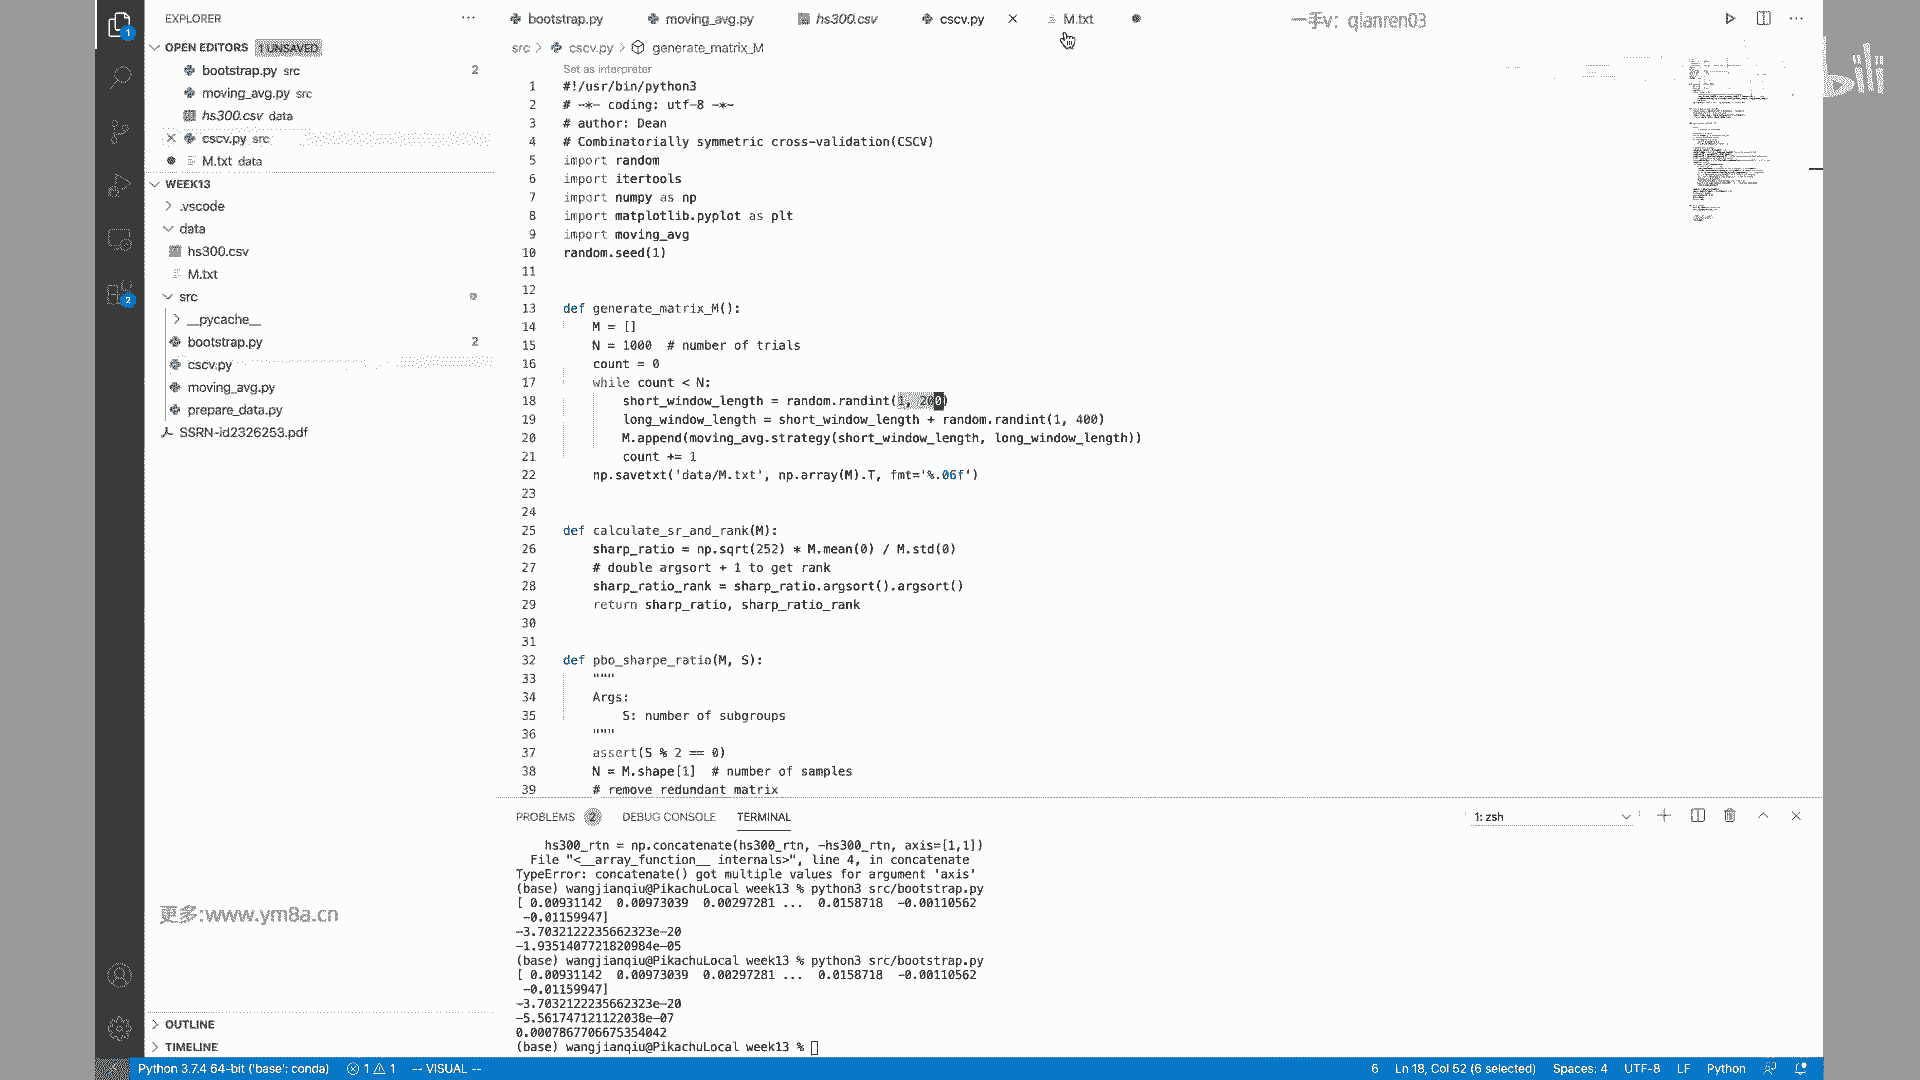 EXPLORER
OPEN EDITORS 1 UNSAVED
bootstrap.py src 2
moving_avg.py src
hs300.csv data
cscv.py src
M.txt data
WEEK13
.vscode
data
hs300.csv
M.txt
src
__pycache__
bootstrap.py 2
cscv.py
moving_avg.py
prepare_data.py
SSRN-id2326253.pdf
更多:www.ym8a.cn
OUTLINE
TIMELINE
bootstrap.py moving_avg.py hs300.csv cscv.py M.txt
一手v: qianren03
bili
src > cscv.py > generate_matrix_M
Set as interpreter
1 #!/usr/bin/python3
2 # -*- coding: utf-8 -*-
3 # author: Dean
4 # Combinatorially symmetric cross-validation(CSCV)
5 import random
6 import itertools
7 import numpy as np
8 import matplotlib.pyplot as plt
9 import moving_avg
10 random.seed(1)
11
12
13 def generate_matrix_M():
14 M = []
15 N = 1000 # number of trials
16 count = 0
17 while count < N:
18 short_window_length = random.randint(1, 200)
19 long_window_length = short_window_length + random.randint(1, 400)
20 M.append(moving_avg.strategy(short_window_length, long_window_length))
21 count += 1
22 np.savetxt('data/M.txt', np.array(M).T, fmt='%.06f')
23
24
25 def calculate_sr_and_rank(M):
26 sharp_ratio = np.sqrt(252) * M.mean(0) / M.std(0)
27 # double argsort + 1 to get rank
28 sharp_ratio_rank = sharp_ratio.argsort().argsort()
29 return sharp_ratio, sharp_ratio_rank
30
31
32 def pbo_sharpe_ratio(M, S):
33 """
34 Args:
35 S: number of subgroups
36 """
37 assert(S % 2 == 0)
38 N = M.shape[1] # number of samples
39 # remove redundant matrix
PROBLEMS 2 DEBUG CONSOLE TERMINAL 1: zsh
hs300_rtn = np.concatenate(hs300_rtn, -hs300_rtn, axis=[1,1])
File "<__array_function__ internals>", line 4, in concatenate
TypeError: concatenate() got multiple values for argument 'axis'
(base) wangjianqiu@PikachuLocal week13 % python3 src/bootstrap.py
[ 0.00931142 0.00973039 0.00297281 ... 0.0158718 -0.00110562
-0.01159947]
-3.7032122235662323e-20
-1.9351407721820984e-05
(base) wangjianqiu@PikachuLocal week13 % python3 src/bootstrap.py
[ 0.00931142 0.00973039 0.00297281 ... 0.0158718 -0.00110562
-0.01159947]
-3.7032122235662323e-20
-5.561747121122038e-07
0.0007867706675354042
(base) wangjianqiu@PikachuLocal week13 %
Python 3.7.4 64-bit ('base': conda) 1 1 -- VISUAL -- 6 Ln 18, Col 52 (6 selected) Spaces: 4 UTF-8 LF Python